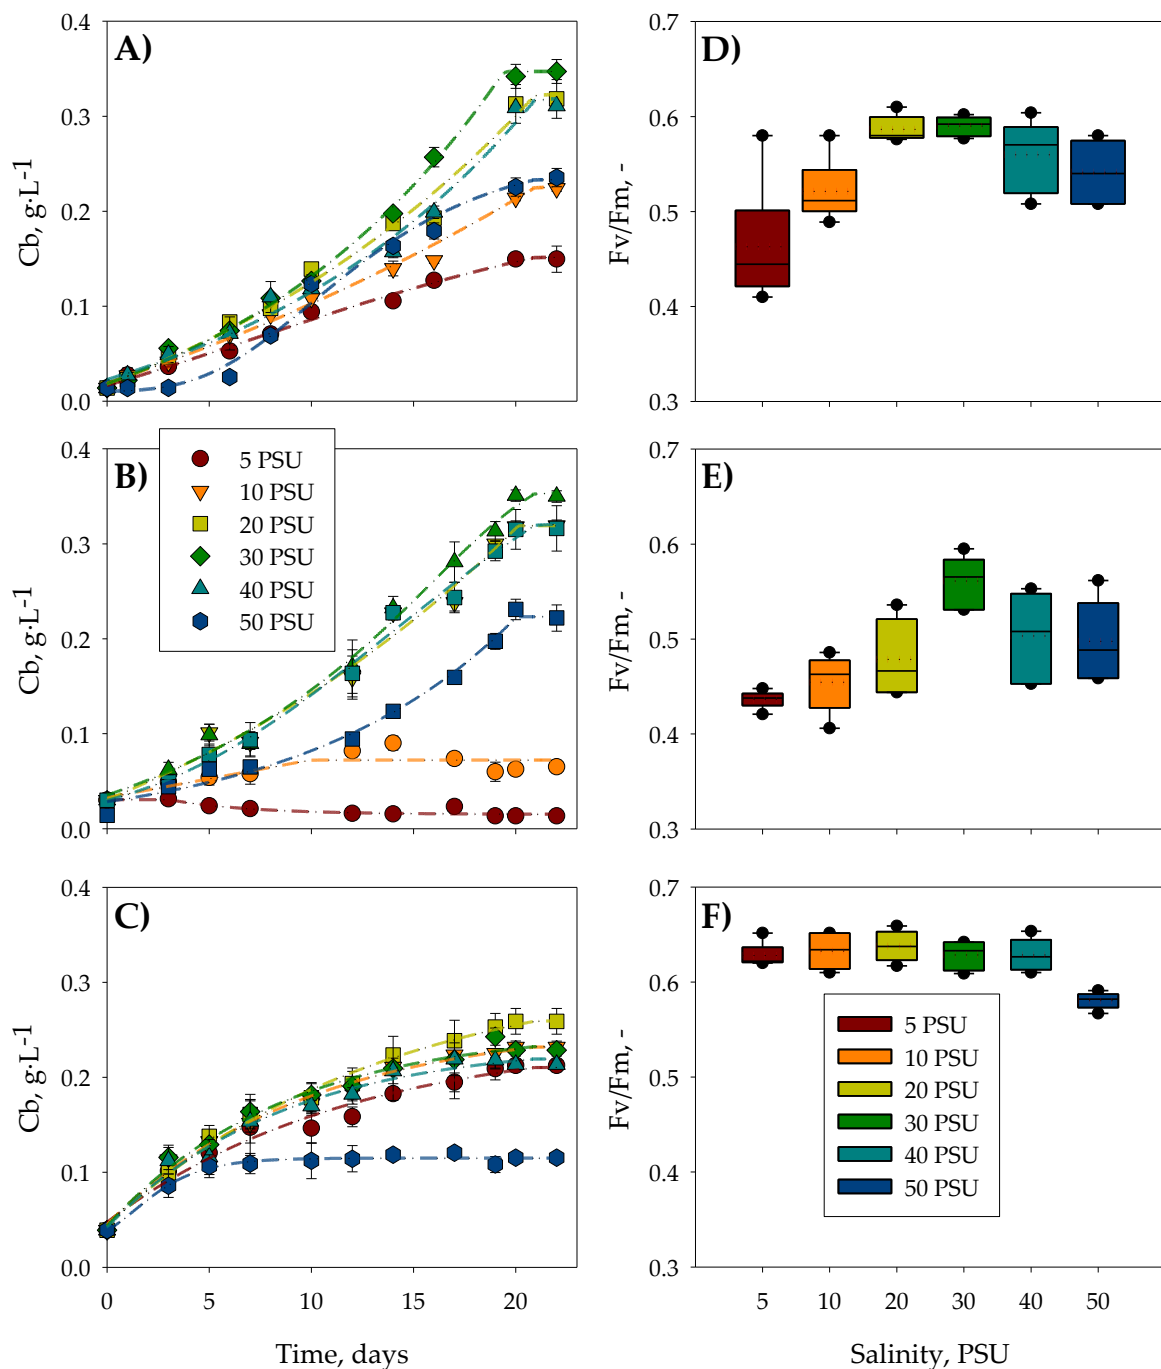 A)
0.4
0.3
0.2
0.1
0.0
Cb, g·L-1
D)
0.7
0.6
0.5
0.4
0.3
Fv/Fm, -
B)
0.4
0.3
0.2
0.1
0.0
Cb, g·L-1
5 PSU
10 PSU
20 PSU
30 PSU
40 PSU
50 PSU
E)
0.7
0.6
0.5
0.4
0.3
Fv/Fm, -
C)
0.4
0.3
0.2
0.1
0.0
Cb, g·L-1
0 5 10 15 20
Time, days
F)
0.7
0.6
0.5
0.4
0.3
Fv/Fm, -
5 PSU
10 PSU
20 PSU
30 PSU
40 PSU
50 PSU
5 10 20 30 40 50
Salinity, PSU